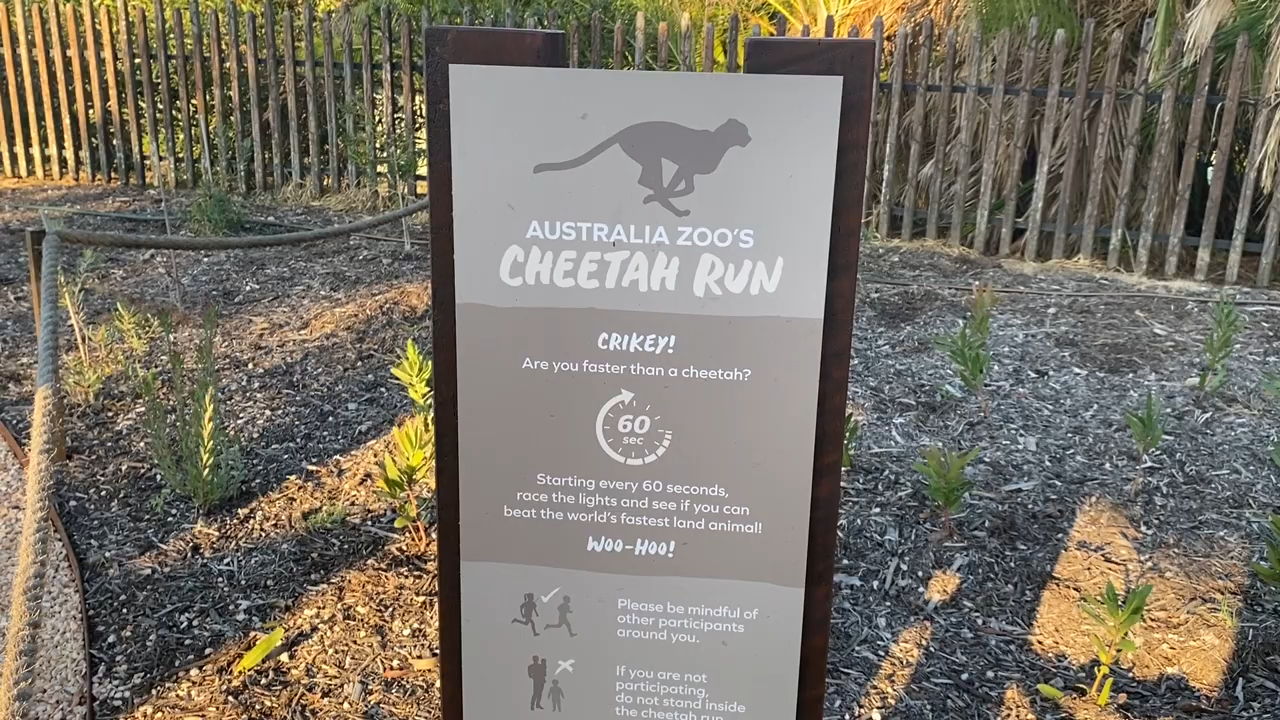 AUSTRALIA ZOO'S
CHEETAH RUN
CRIKEY!
Are you faster than a cheetah?
60
sec
Starting every 60 seconds,
race the lights and see if you can
beat the world's fastest land animal!
WOO-HOO!
Please be mindful of
other participants
around you.
If you are not
participating,
do not stand inside
the cheetah run